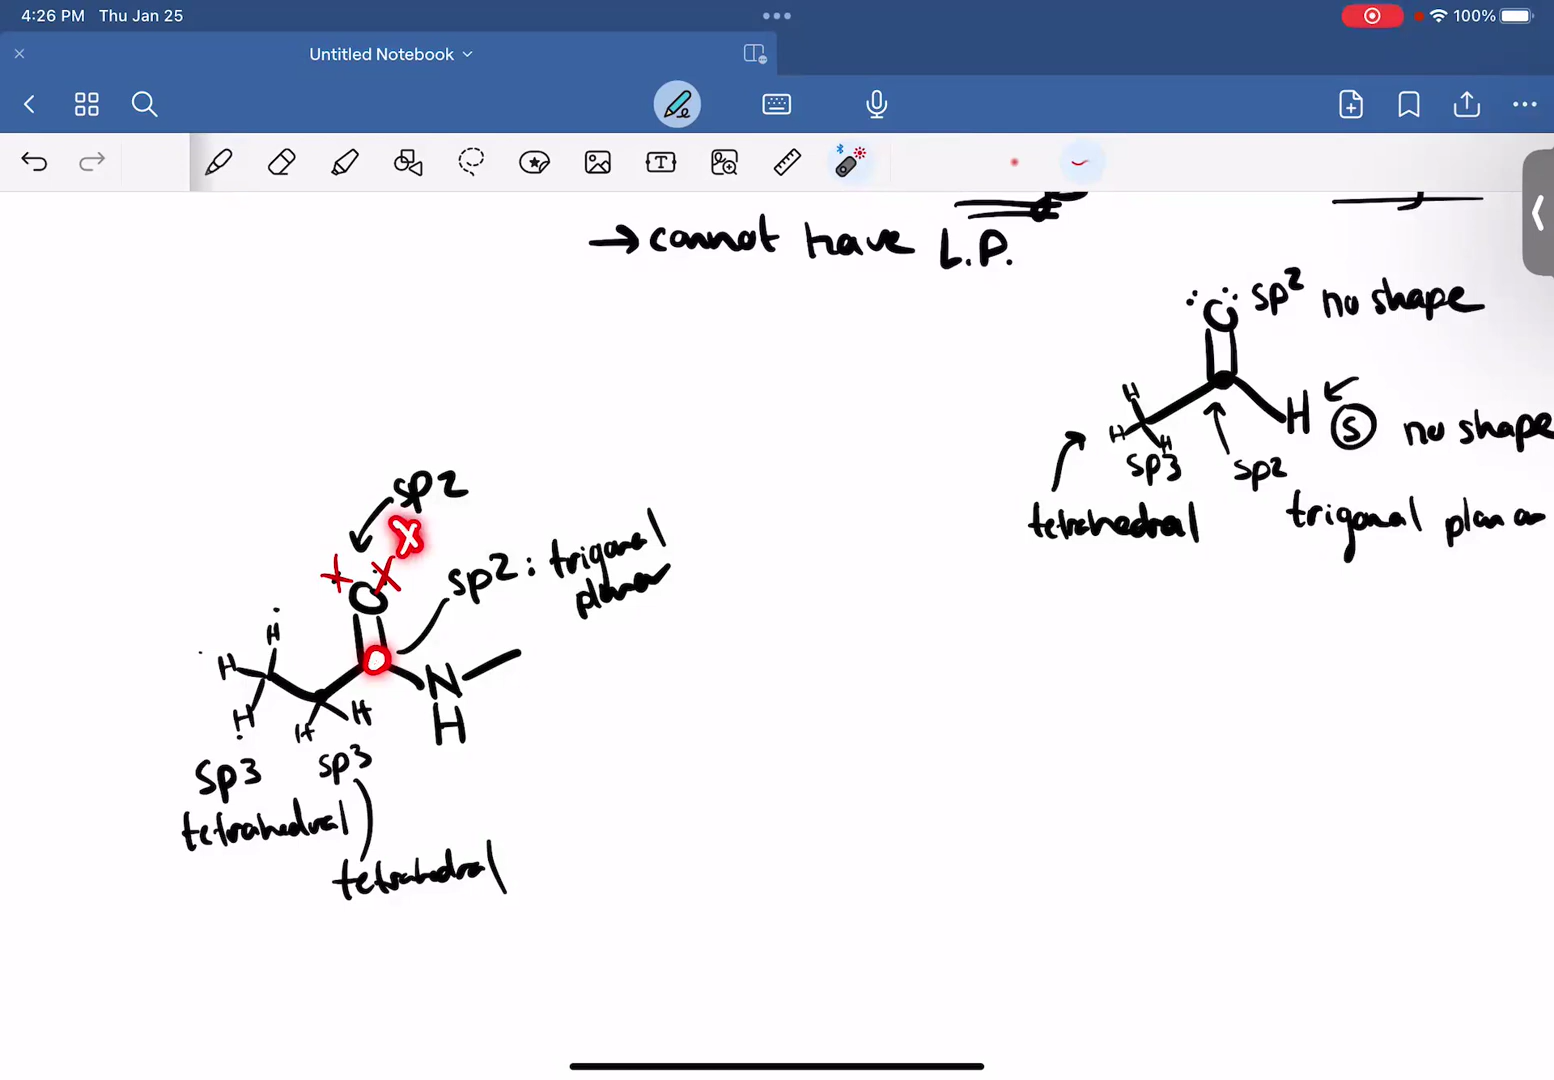 4:26 PM Thu Jan 25
100%
Untitled Notebook
T
→ cannot have L.P.
O sp2 no shape
H
H
H
H
S no shape
sp3
sp2
tetrahedral
trigonal planar
sp2
X
X X
O
sp2: trigonal
planar
H
H
H
H
H
N
H
sp3
sp3
tetrahedral
tetrahedral